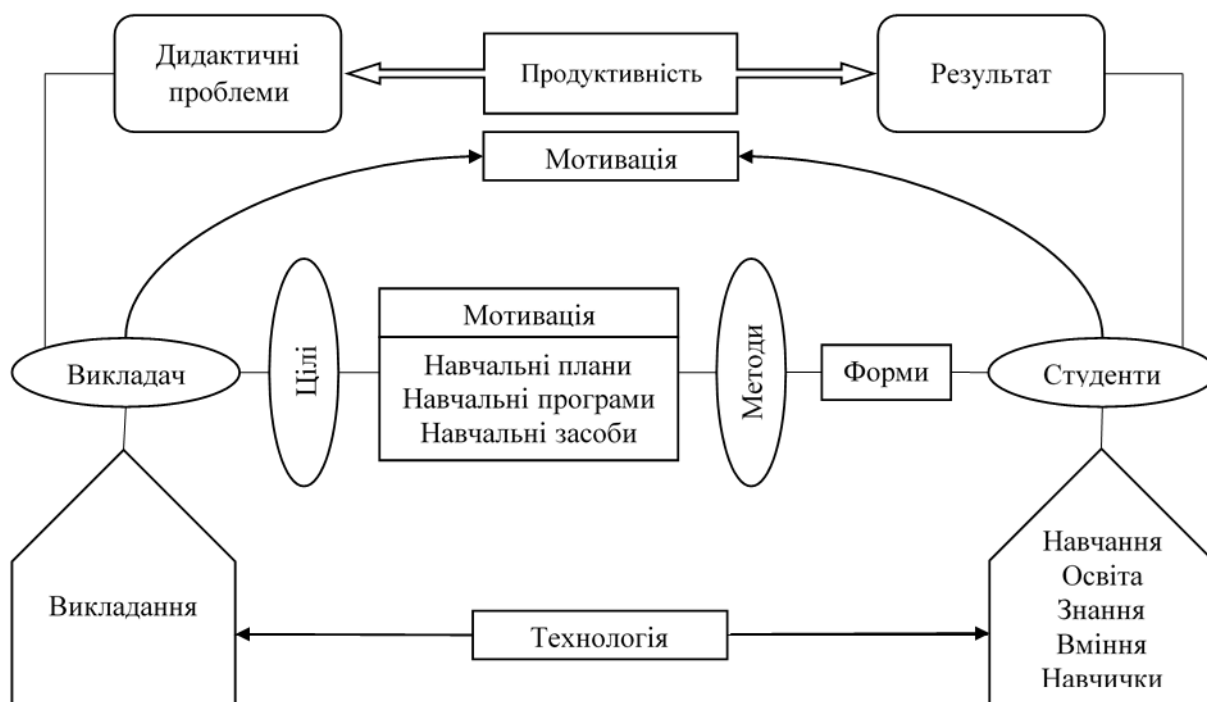 Дидактичні
проблеми
Продуктивність
Результат
Мотивація
Викладач
Цілі
Мотивація
Навчальні плани
Навчальні програми
Навчальні засоби
Методи
Форми
Студенти
Викладання
Технологія
Навчання
Освіта
Знання
Вміння
Навчички